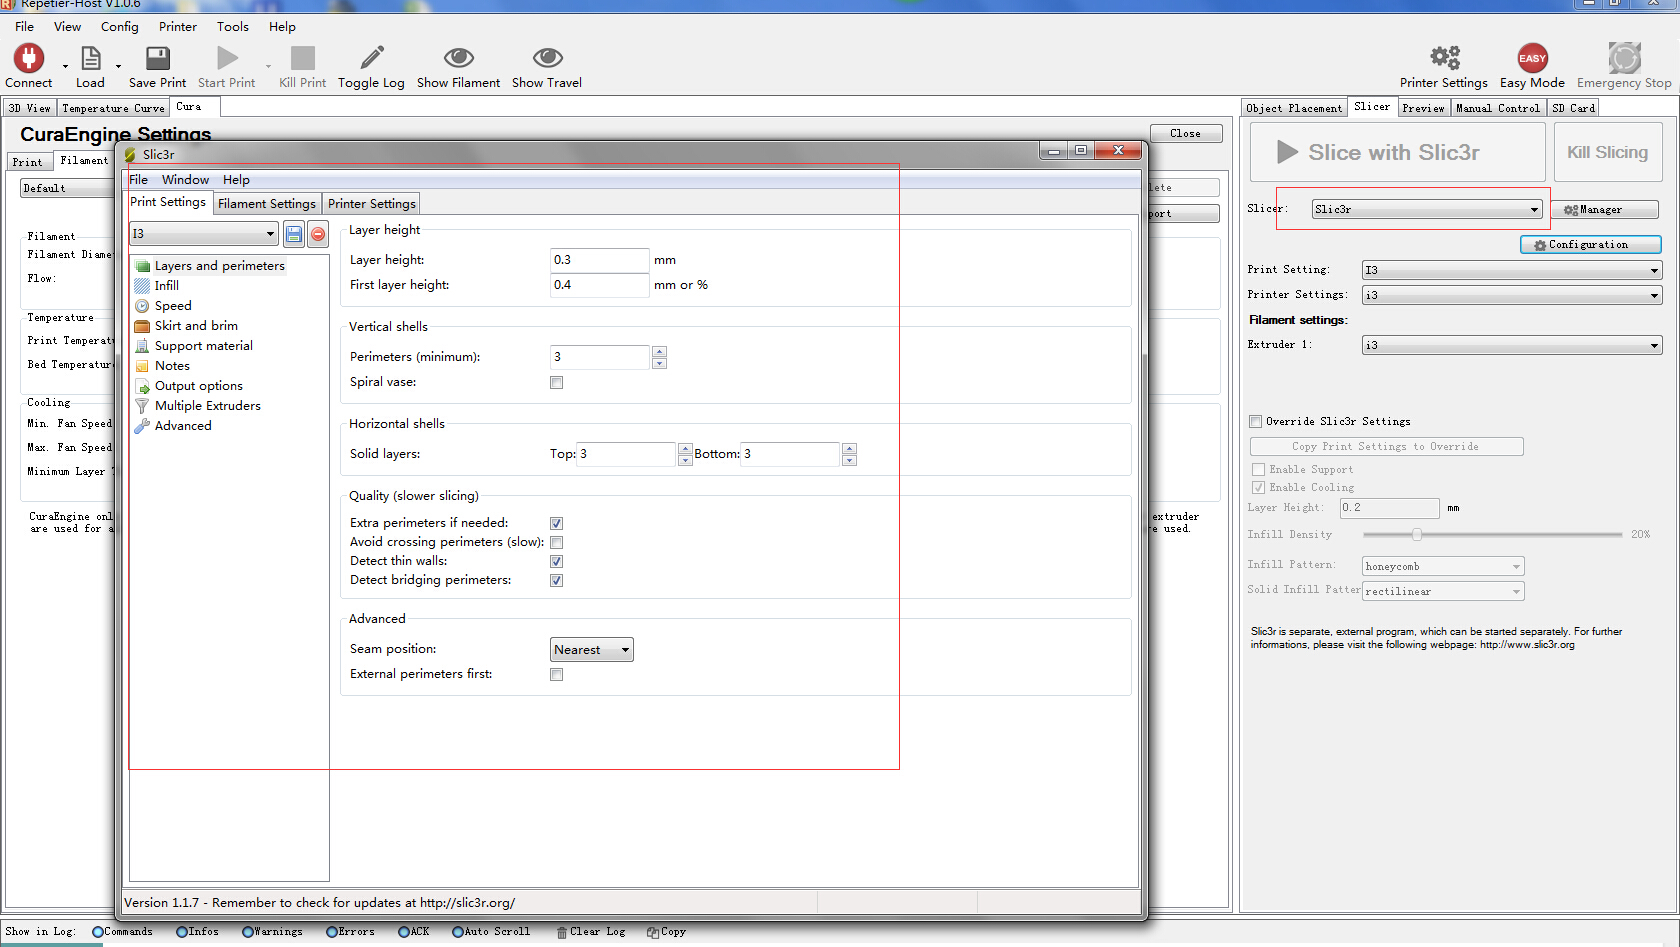 Repetier-Host V1.0.6
File View Config Printer Tools Help
Connect Load Save Print Start Print Kill Print Toggle Log Show Filament Show Travel
EASY
Printer Settings Easy Mode Emergency Stop
3D View Temperature Curve Cura
Object Placement Slicer Preview Manual Control SD Card
CuraEngine Settings
Close
Print Filament
Default
Filament
Filament Diame
Flow:
Temperature
Print Temperatu
Bed Temperature
Cooling
Min. Fan Speed
Max. Fan Speed
Minimum Layer
CuraEngine onl
are used for a
lete
port
extruder
re used.
Slic3r
File Window Help
Print Settings Filament Settings Printer Settings
I3
Layers and perimeters
Infill
Speed
Skirt and brim
Support material
Notes
Output options
Multiple Extruders
Advanced
Layer height
Layer height: 0.3 mm
First layer height: 0.4 mm or %
Vertical shells
Perimeters (minimum): 3
Spiral vase:
Horizontal shells
Solid layers: Top: 3 Bottom: 3
Quality (slower slicing)
Extra perimeters if needed:
Avoid crossing perimeters (slow):
Detect thin walls:
Detect bridging perimeters:
Advanced
Seam position: Nearest
External perimeters first:
Version 1.1.7 - Remember to check for updates at http://slic3r.org/
Slice with Slic3r Kill Slicing
Slicer: Slic3r Manager
Configuration
Print Setting: I3
Printer Settings: i3
Filament settings:
Extruder 1: i3
Override Slic3r Settings
Copy Print Settings to Override
Enable Support
Enable Cooling
Layer Height: 0.2 mm
Infill Density 20%
Infill Pattern: honeycomb
Solid Infill Patter rectilinear
Slic3r is separate, external program, which can be started separately. For further
informations, please visit the following webpage: http://www.slic3r.org
Show in Log: Commands Infos Warnings Errors ACK Auto Scroll Clear Log Copy